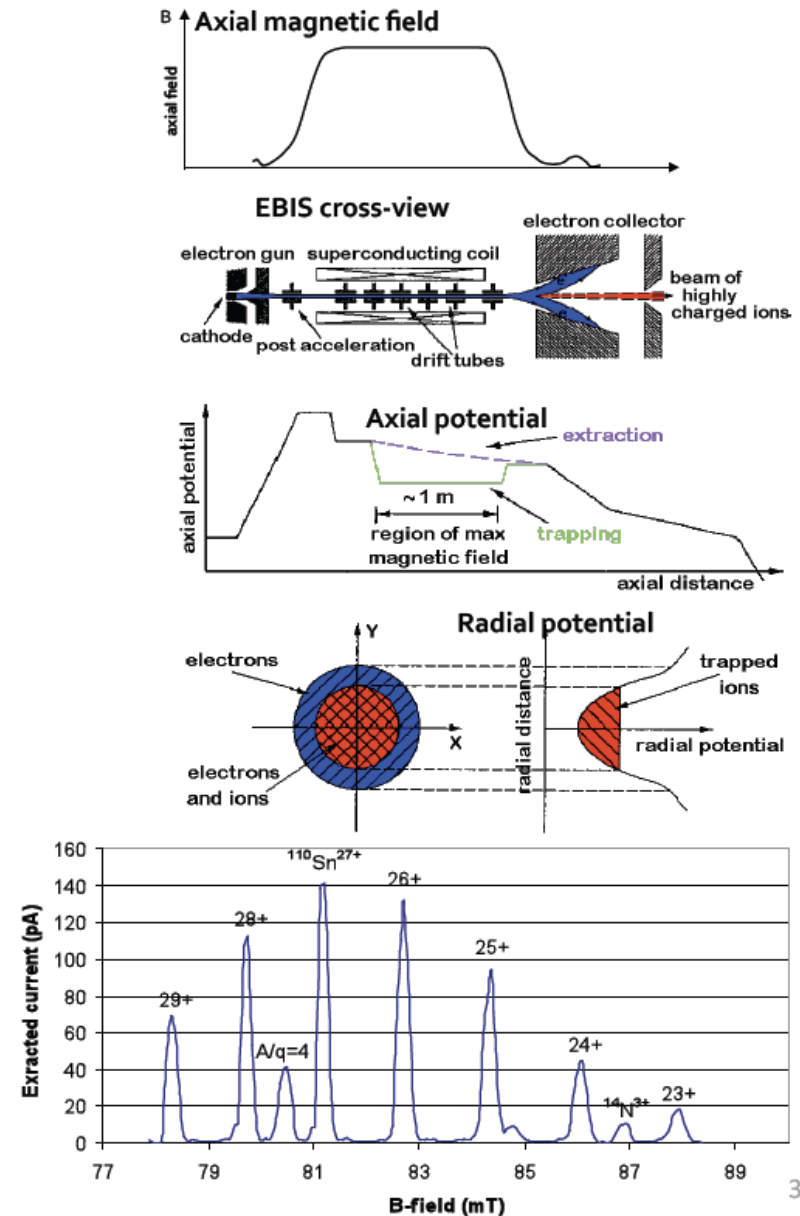 B
Axial magnetic field
axial field
EBIS cross-view
electron collector
electron gun
superconducting coil
e-
e-
beam of
highly
charged ions.
cathode
post acceleration
drift tubes
Axial potential
extraction
axial potential
~ 1 m
region of max
magnetic field
trapping
axial distance
Radial potential
Y
electrons
trapped
ions
radial distance
X
radial potential
electrons
and ions
160
140
120
100
80
60
40
20
0
Exracted current (pA)
29+
28+
A/q=4
110Sn27+
26+
25+
24+
14N3+
23+
77
79
81
83
85
87
89
B-field (mT)
3